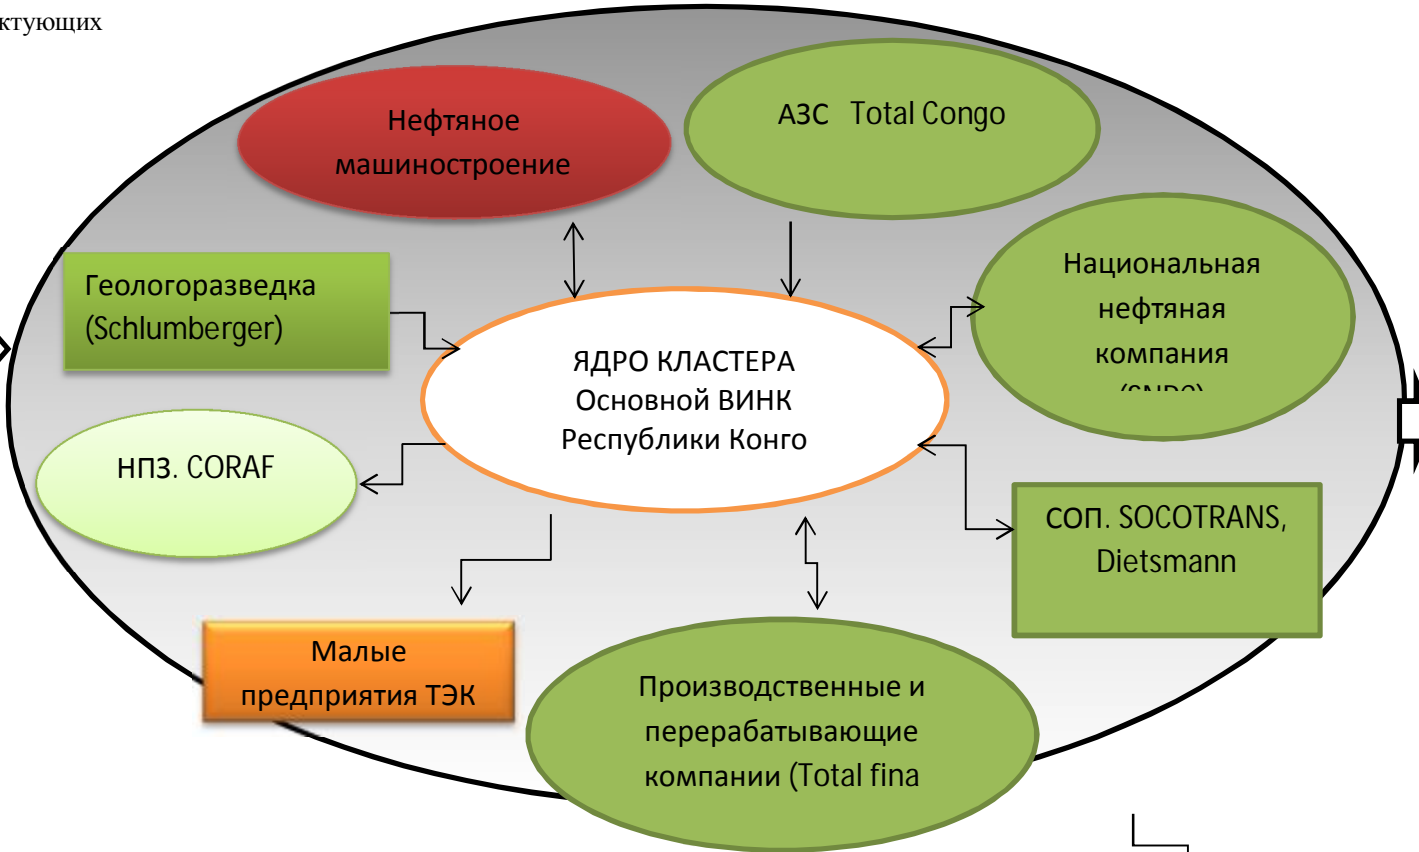 ктующих
Нефтяное
машиностроение
АЗС Total Congo
Национальная
нефтяная
компания
Геологоразведка
(Schlumberger)
ЯДРО КЛАСТЕРА
Основной ВИНК
Республики Конго
НПЗ. CORAF
СОП. SOCOTRANS,
Dietsmann
Малые
предприятия ТЭК
Производственные и
перерабатывающие
компании (Total fina